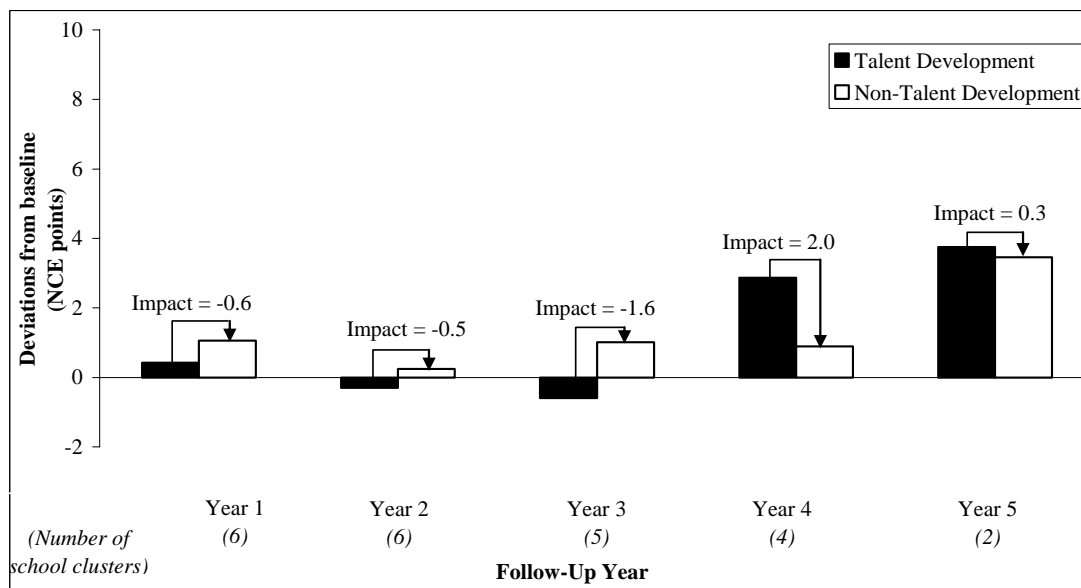 10
8
6
4
2
0
-2
Deviations from baseline
(NCE points)
Talent Development
Non-Talent Development
Impact = -0.6
Impact = -0.5
Impact = -1.6
Impact = 2.0
Impact = 0.3
Year 1
Year 2
Year 3
Year 4
Year 5
(Number of
school clusters)
(6)
(6)
(5)
(4)
(2)
Follow-Up Year